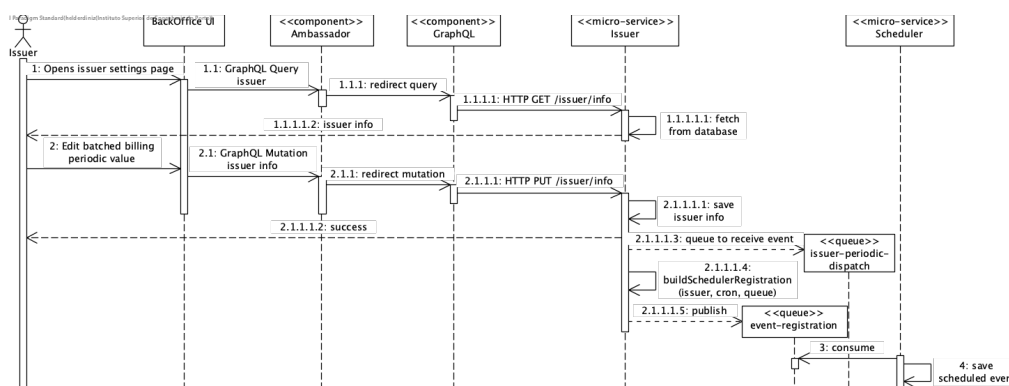 BackOffice UI
<<component>>
Ambassador
<<component>>
GraphQL
<<micro-service>>
Issuer
<<micro-service>>
Scheduler
Issuer
1: Opens issuer settings page
1.1: GraphQL Query
issuer
1.1.1: redirect query
1.1.1.1: HTTP GET /issuer/info
1.1.1.1.1: fetch
from database
1.1.1.1.2: issuer info
2: Edit batched billing
periodic value
2.1: GraphQL Mutation
issuer info
2.1.1: redirect mutation
2.1.1.1: HTTP PUT /issuer/info
2.1.1.1.1: save
issuer info
2.1.1.1.2: success
2.1.1.1.3: queue to receive event
<<queue>>
issuer-periodic-
dispatch
2.1.1.1.4:
buildSchedulerRegistration
(issuer, cron, queue)
2.1.1.1.5: publish
<<queue>>
event-registration
3: consume
4: save
scheduled ever